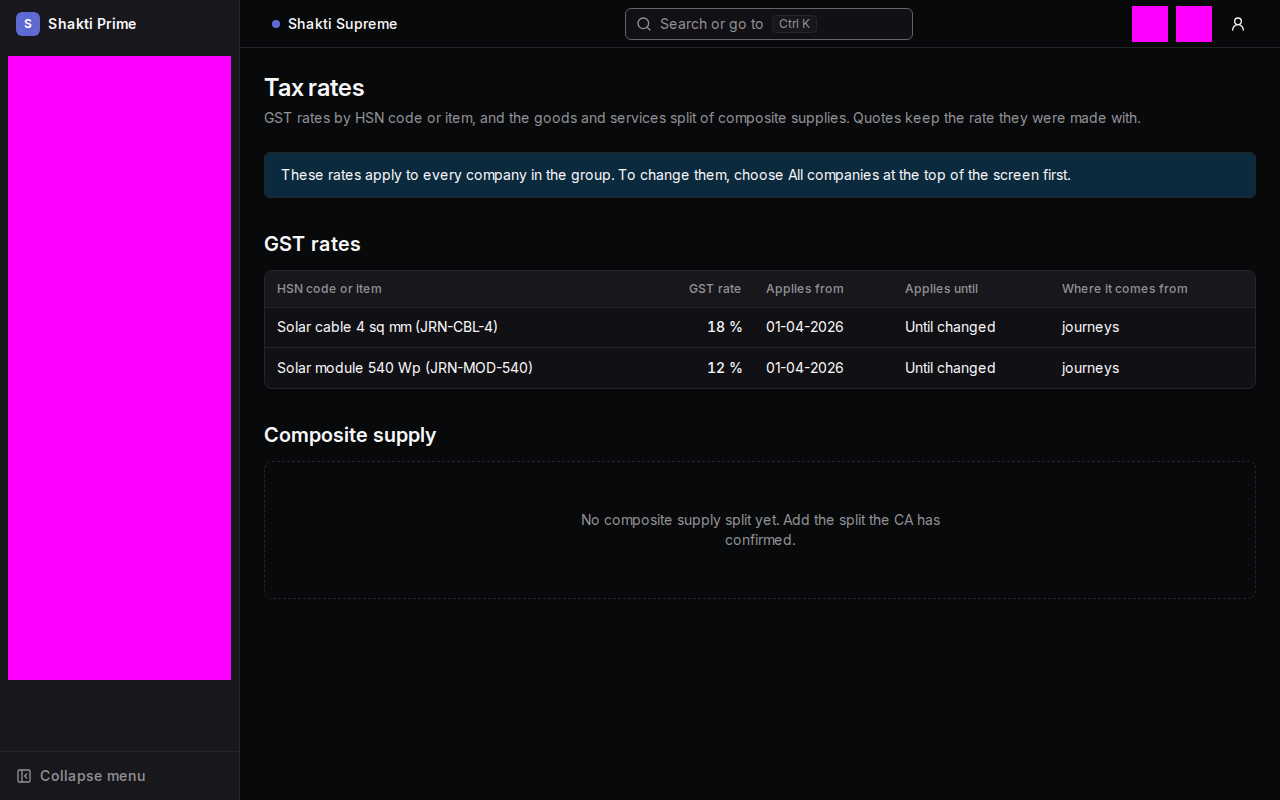 S Shakti Prime
Shakti Supreme
Search or go to Ctrl K
Tax rates
GST rates by HSN code or item, and the goods and services split of composite supplies. Quotes keep the rate they were made with.
These rates apply to every company in the group. To change them, choose All companies at the top of the screen first.
GST rates
HSN code or item GST rate Applies from Applies until Where it comes from
Solar cable 4 sq mm (JRN-CBL-4) 18 % 01-04-2026 Until changed journeys
Solar module 540 Wp (JRN-MOD-540) 12 % 01-04-2026 Until changed journeys
Composite supply
No composite supply split yet. Add the split the CA has
confirmed.
Collapse menu